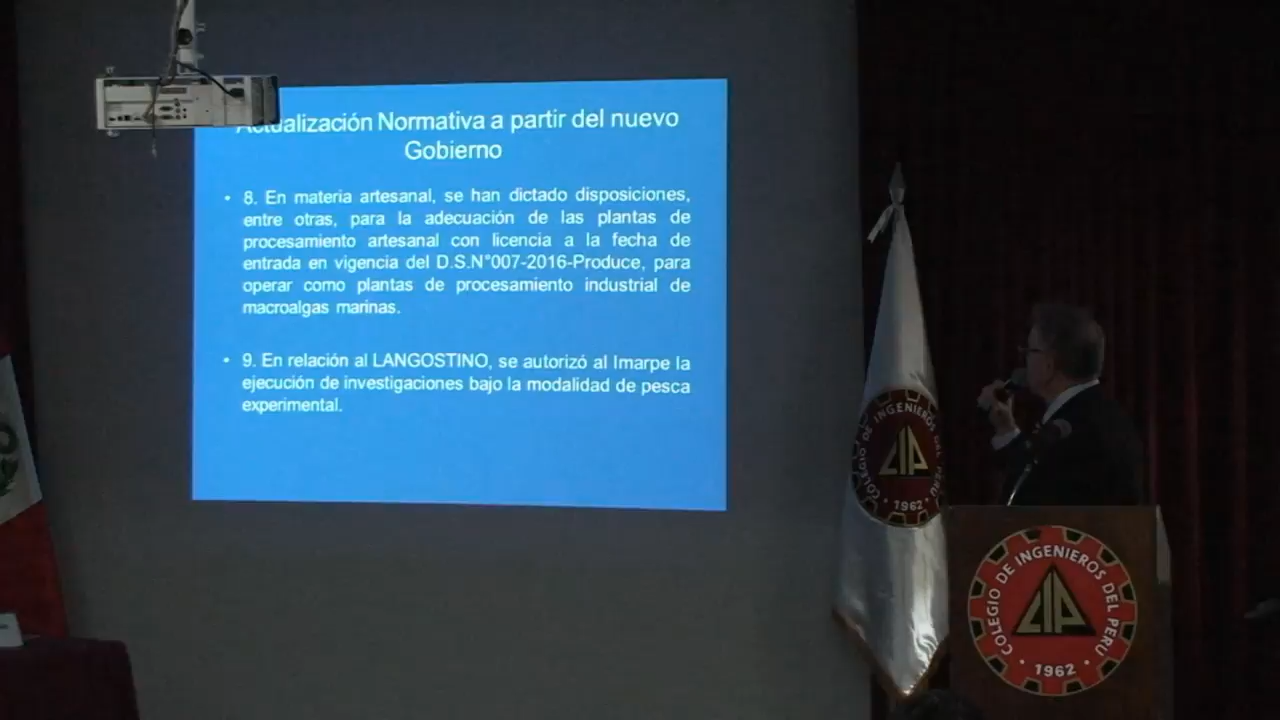 Actualización Normativa a partir del nuevo
Gobierno
• 8. En materia artesanal, se han dictado disposiciones,
entre otras, para la adecuación de las plantas de
procesamiento artesanal con licencia a la fecha de
entrada en vigencia del D.S.N°007-2016-Produce, para
operar como plantas de procesamiento industrial de
macroalgas marinas.
• 9. En relación al LANGOSTINO, se autorizó al Imarpe la
ejecución de investigaciones bajo la modalidad de pesca
experimental.
COLEGIO DE INGENIEROS DEL PERU
CIP
1962
COLEGIO DE INGENIEROS DEL PERU
CIP
1962